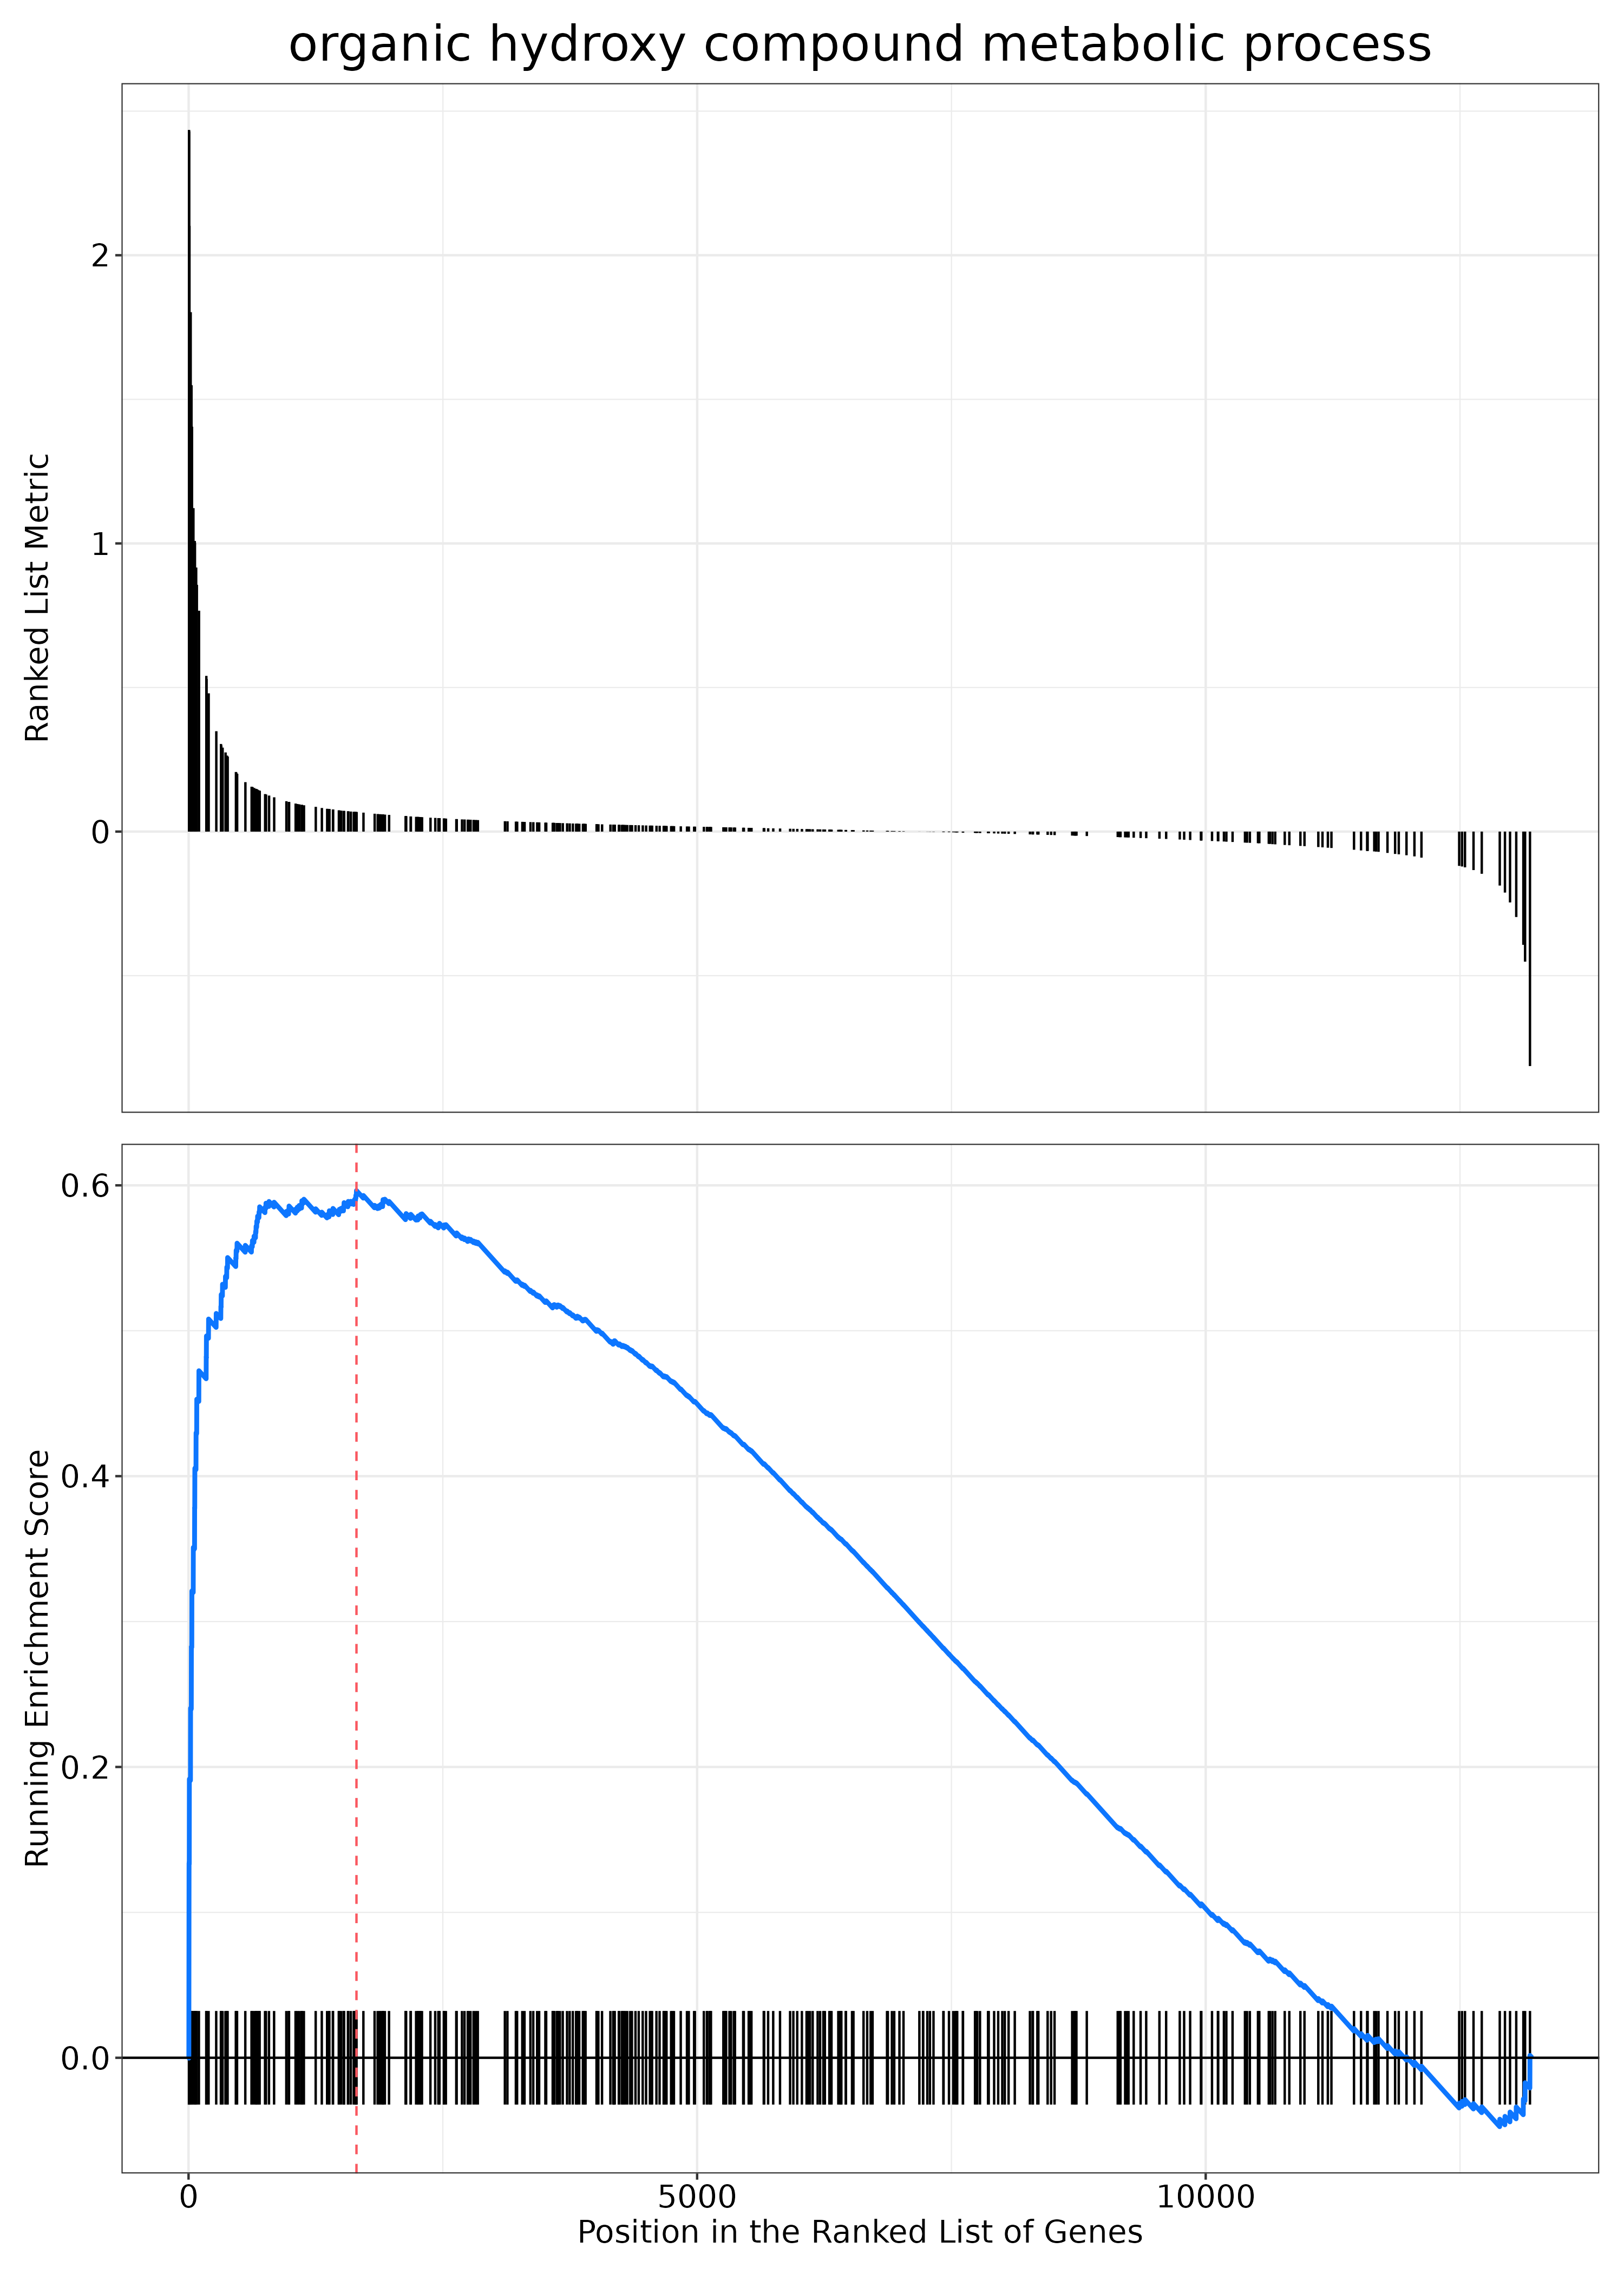 organic hydroxy compound metabolic process
Ranked List Metric
2
1
0
Running Enrichment Score
0.6
0.4
0.2
0.0
0 5000 10000
Position in the Ranked List of Genes